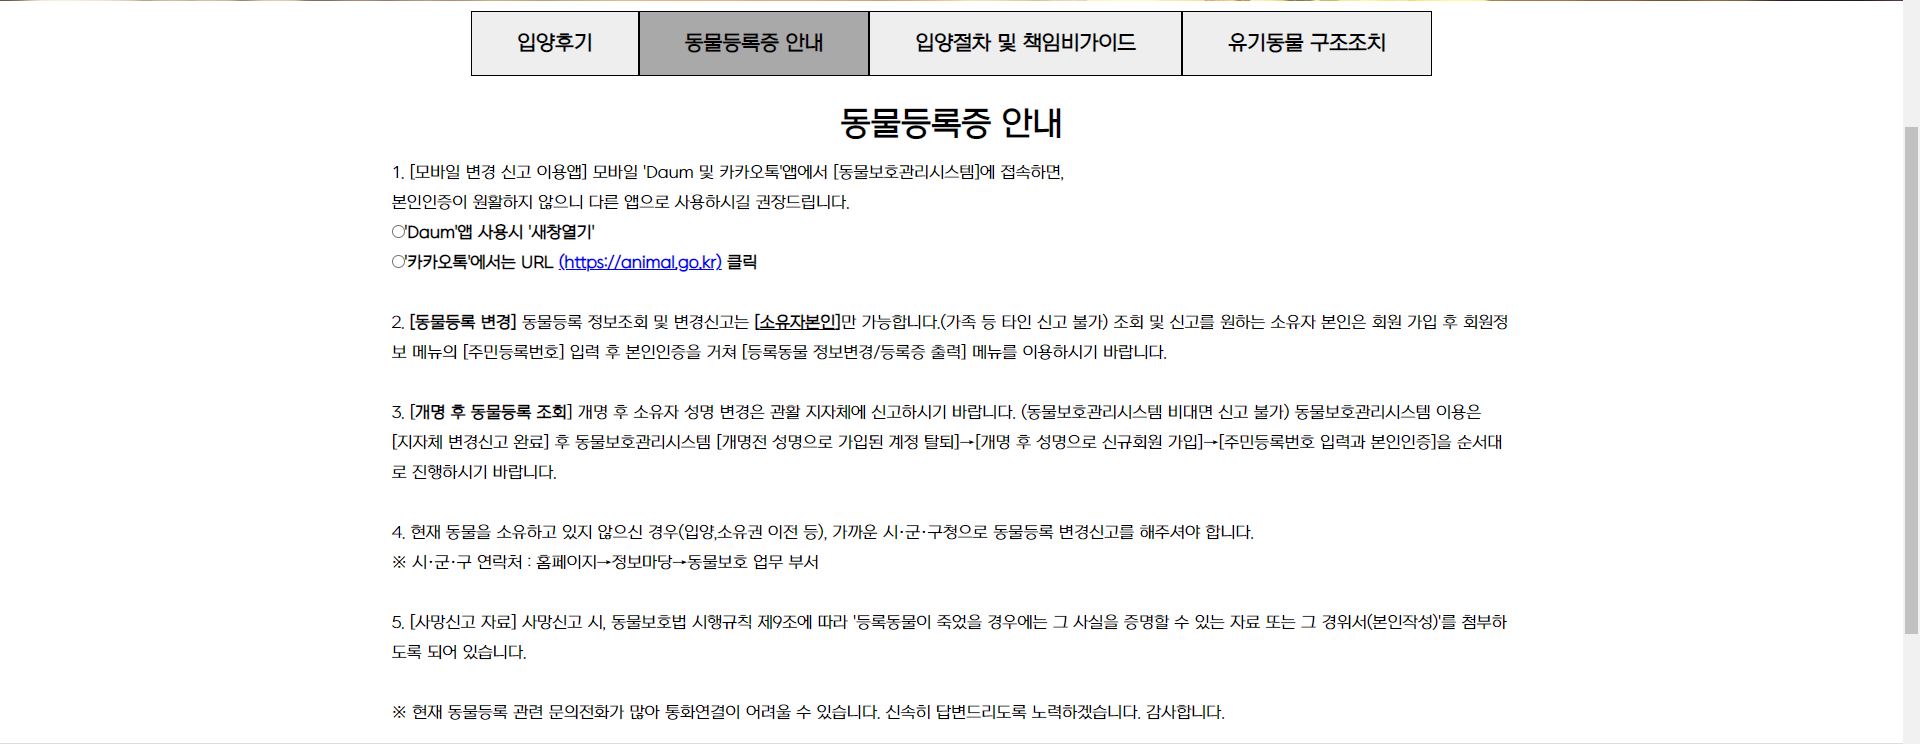 입양후기 동물등록증 안내 입양절차 및 책임비가이드 유기동물 구조조치
동물등록증 안내
1. [모바일 변경 신고 이용앱] 모바일 'Daum 및 카카오톡'앱에서 [동물보호관리시스템]에 접속하면,
본인인증이 원활하지 않으니 다른 앱으로 사용하시길 권장드립니다.
○'Daum'앱 사용시 '새창열기'
○'카카오톡'에서는 URL (https://animal.go.kr) 클릭
2. [동물등록 변경] 동물등록 정보조회 및 변경신고는 [소유자본인]만 가능합니다.(가족 등 타인 신고 불가) 조회 및 신고를 원하는 소유자 본인은 회원 가입 후 회원정
보 메뉴의 [주민등록번호] 입력 후 본인인증을 거쳐 [등록동물 정보변경/등록증 출력] 메뉴를 이용하시기 바랍니다.
3. [개명 후 동물등록 조회] 개명 후 소유자 성명 변경은 관할 지자체에 신고하시기 바랍니다. (동물보호관리시스템 비대면 신고 불가) 동물보호관리시스템 이용은
[지자체 변경신고 완료] 후 동물보호관리시스템 [개명전 성명으로 가입된 계정 탈퇴]→[개명 후 성명으로 신규회원 가입]→[주민등록번호 입력과 본인인증]을 순서대
로 진행하시기 바랍니다.
4. 현재 동물을 소유하고 있지 않으신 경우(입양,소유권 이전 등), 가까운 시·군·구청으로 동물등록 변경신고를 해주셔야 합니다.
※ 시·군·구 연락처 : 홈페이지→정보마당→동물보호 업무 부서
5. [사망신고 자료] 사망신고 시, 동물보호법 시행규칙 제9조에 따라 '등록동물이 죽었을 경우에는 그 사실을 증명할 수 있는 자료 또는 그 경위서(본인작성)'를 첨부하
도록 되어 있습니다.
※ 현재 동물등록 관련 문의전화가 많아 통화연결이 어려울 수 있습니다. 신속히 답변드리도록 노력하겠습니다. 감사합니다.